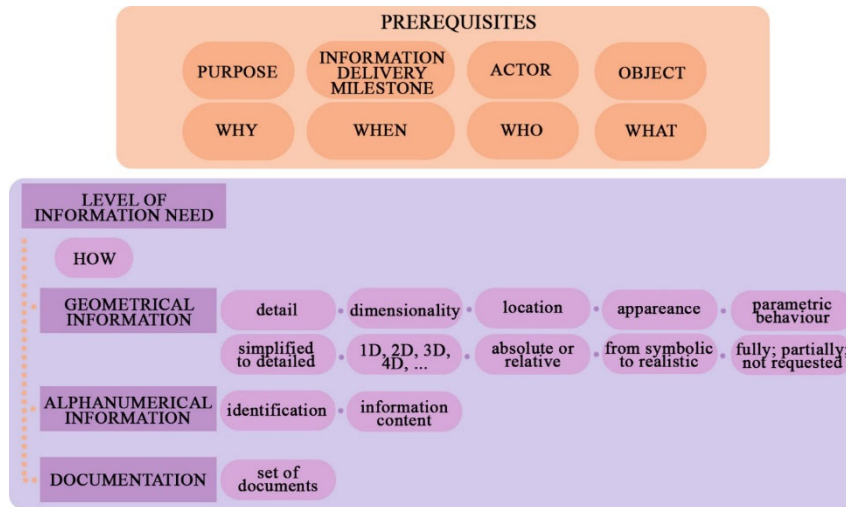 PREREQUISITES
PURPOSE
INFORMATION
DELIVERY
MILESTONE
ACTOR
OBJECT
WHY
WHEN
WHO
WHAT
LEVEL OF
INFORMATION NEED
HOW
GEOMETRICAL
INFORMATION
detail
dimensionality
location
appareance
parametric
behaviour
simplified
to detailed
1D, 2D, 3D,
4D, ...
absolute or
relative
from symbolic
to realistic
fully; partially;
not requested
ALPHANUMERICAL
INFORMATION
identification
information
content
DOCUMENTATION
set of
documents